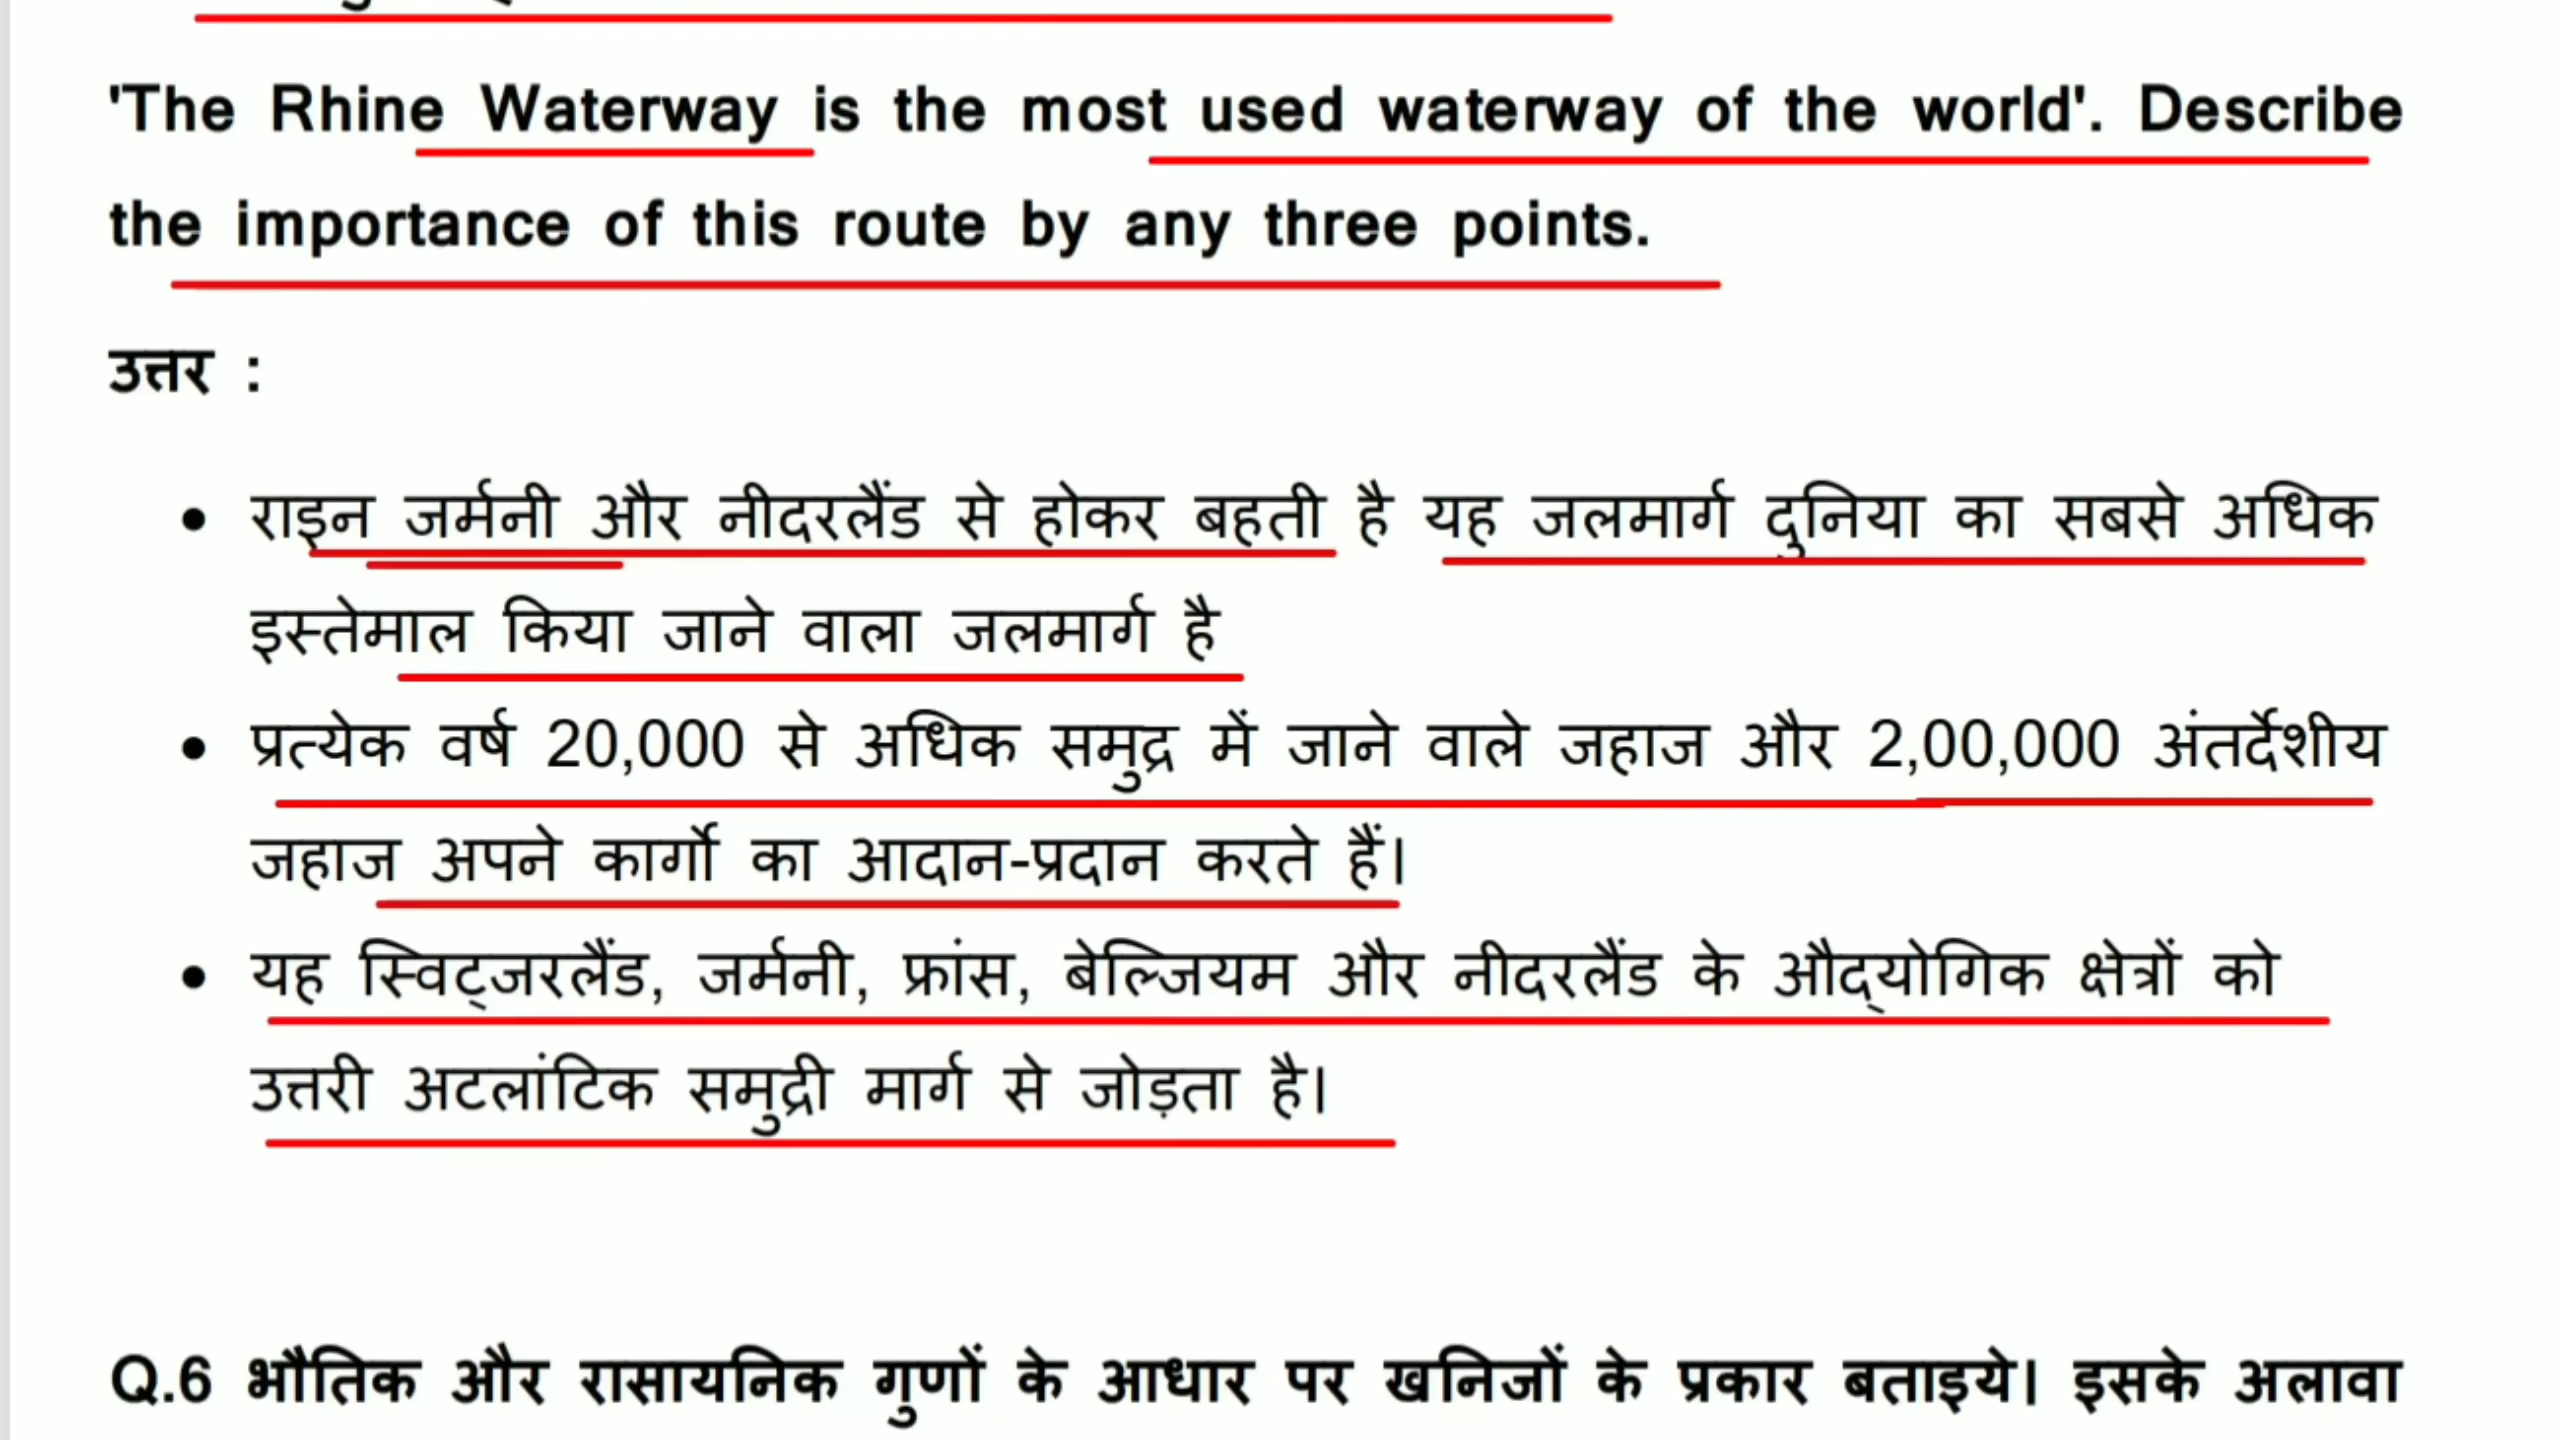 'The Rhine Waterway is the most used waterway of the world'. Describe
the importance of this route by any three points.
उत्तर :
• राइन जर्मनी और नीदरलैंड से होकर बहती है यह जलमार्ग दुनिया का सबसे अधिक
इस्तेमाल किया जाने वाला जलमार्ग है
• प्रत्येक वर्ष 20,000 से अधिक समुद्र में जाने वाले जहाज और 2,00,000 अंतर्देशीय
जहाज अपने कार्गो का आदान-प्रदान करते हैं।
• यह स्विट्जरलैंड, जर्मनी, फ्रांस, बेल्जियम और नीदरलैंड के औद्योगिक क्षेत्रों को
उत्तरी अटलांटिक समुद्री मार्ग से जोड़ता है।
Q.6 भौतिक और रासायनिक गुणों के आधार पर खनिजों के प्रकार बताइये। इसके अलावा